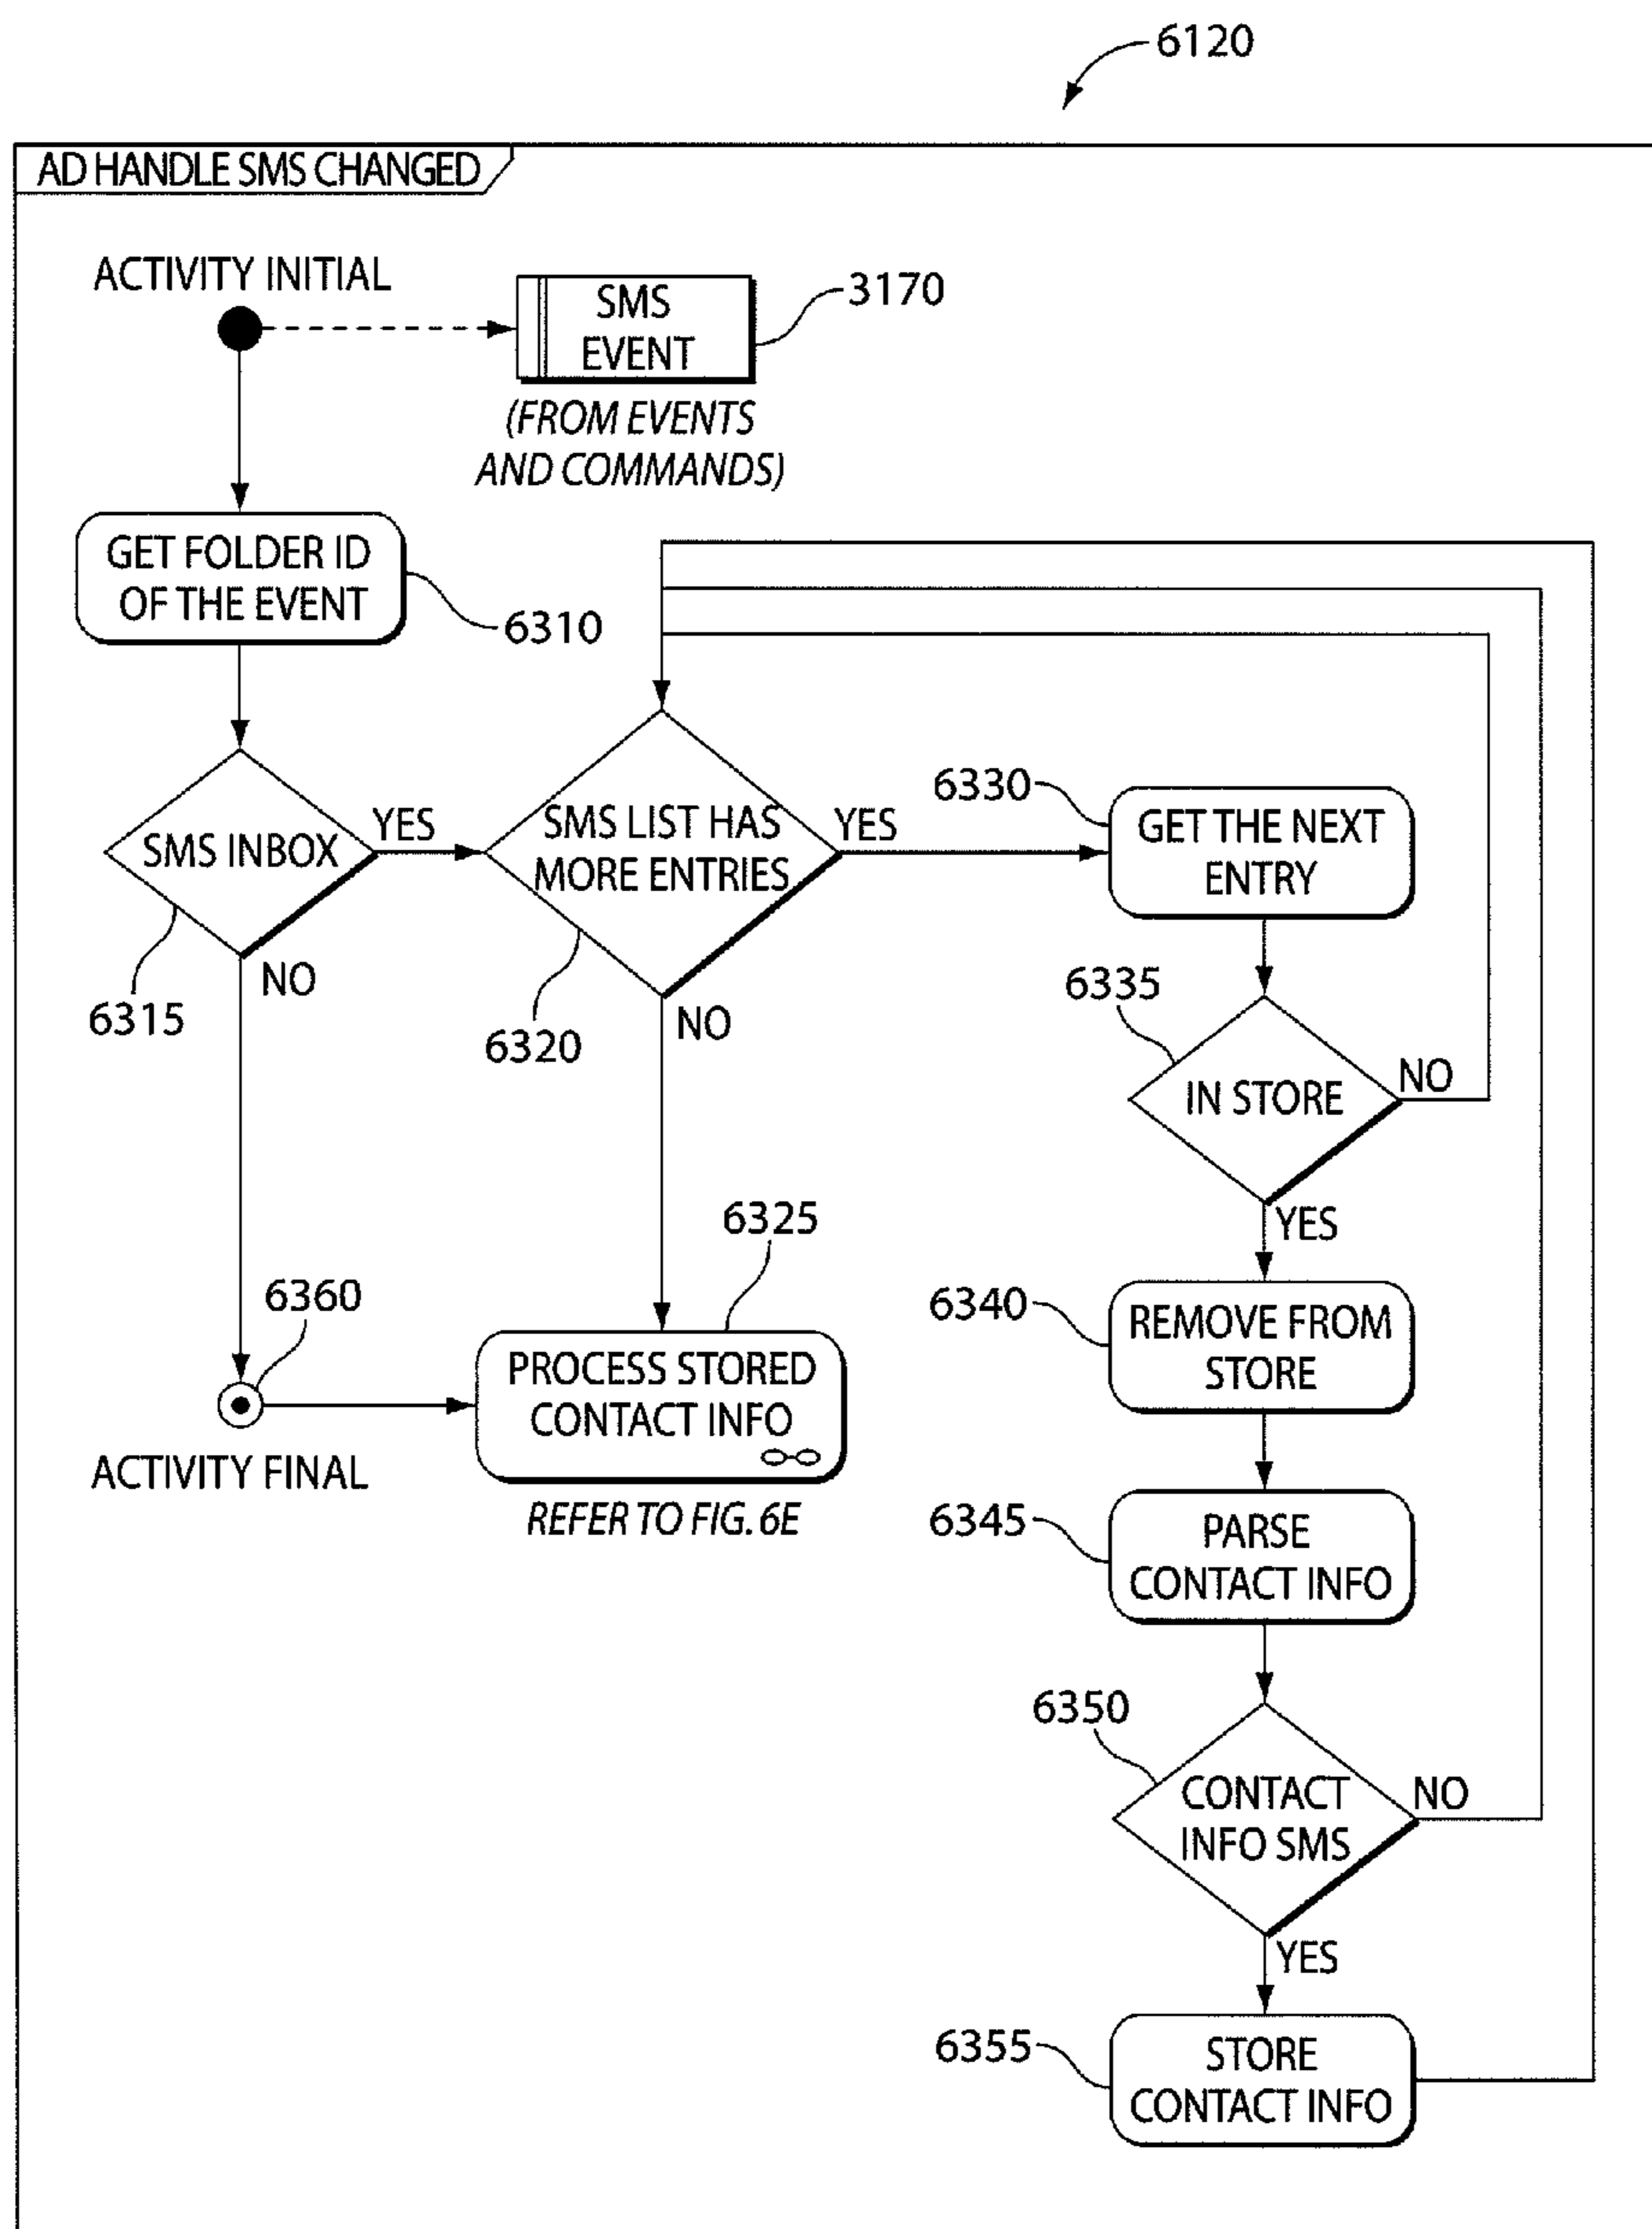 6120
AD HANDLE SMS CHANGED
ACTIVITY INITIAL
SMS
EVENT
3170
(FROM EVENTS
AND COMMANDS)
GET FOLDER ID
OF THE EVENT
6310
SMS INBOX
YES
NO
6315
SMS LIST HAS
MORE ENTRIES
YES
NO
6320
6330
GET THE NEXT
ENTRY
6335
IN STORE
NO
YES
6325
6360
PROCESS STORED
CONTACT INFO
ACTIVITY FINAL
REFER TO FIG. 6E
6340
REMOVE FROM
STORE
6345
PARSE
CONTACT INFO
6350
CONTACT
INFO SMS
NO
YES
6355
STORE
CONTACT INFO